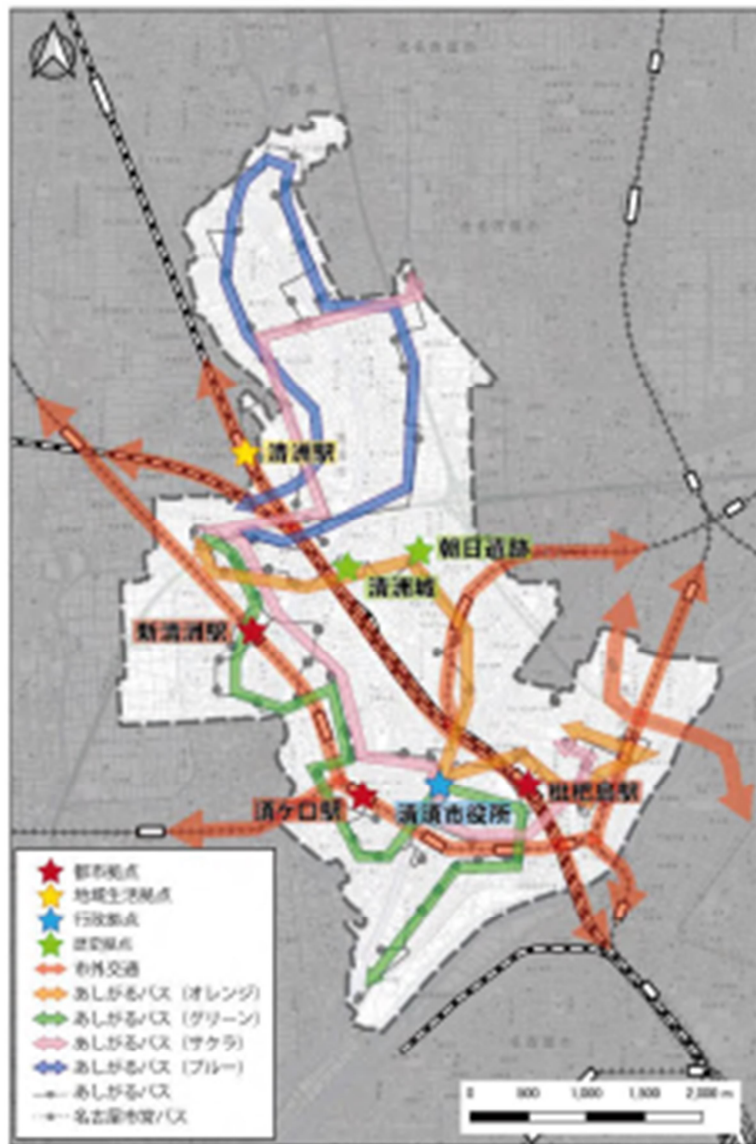 清洲駅
朝日遺跡
清洲城
新清洲駅
須ヶ口駅
清須市役所
枇杷島駅
都市拠点
地域生活拠点
行政拠点
歴史拠点
市外交通
あしがるバス（オレンジ）
あしがるバス（グリーン）
あしがるバス（サクラ）
あしがるバス（ブルー）
あしがるバス
名古屋市営バス
0 500 1,000 1,500 2,000 m